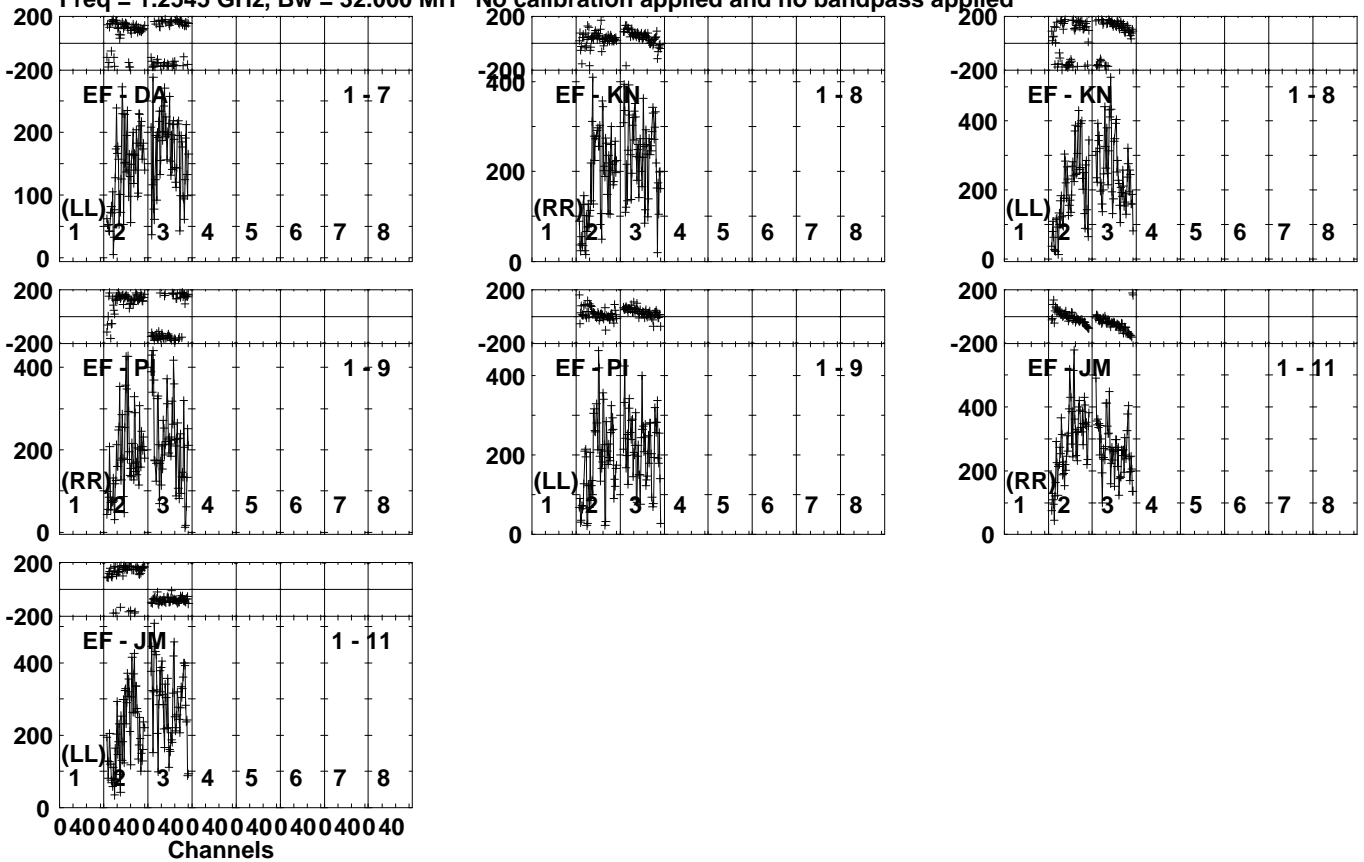 Freq = 1.2545 GHz, Bw = 32.000 MH No calibration applied and no bandpass applied
200
-200
EF - DA 1 - 7
200
100
(LL)
1 2 3 4 5 6 7 8
0
200
-200
400
EF - KN 1 - 8
200
(RR)
1 2 3 4 5 6 7 8
0
200
-200
EF - KN 1 - 8
400
200
(LL)
1 2 3 4 5 6 7 8
0
200
-200
EF - PI 1 - 9
400
200
(RR)
1 2 3 4 5 6 7 8
0
200
-200
EF - PI 1 - 9
400
200
(LL)
1 2 3 4 5 6 7 8
0
200
-200
EF - JM 1 - 11
400
200
(RR)
1 2 3 4 5 6 7 8
0
200
-200
EF - JM 1 - 11
400
200
(LL)
1 2 3 4 5 6 7 8
0
0 40 0 40 0 40 0 40 0 40 0 40 0 40 0 40
Channels